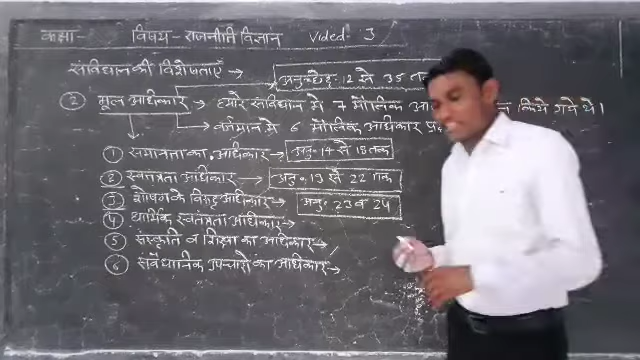 कक्षा- विषय- राजनीति विज्ञान Video 3
संविधान की विशेषताएँ → अनुच्छेद: 12 से 35 तक
② मूल अधिकार → हमारे संविधान मे 7 मौलिक किये गये थे।
→ वर्तमान मे 6 मौलिक अधिकार
① समानता का अधिकार → अनु॰ 14 से 18 तक
② स्वतंत्रता अधिकार → अनु॰ 19 से 22 तक
③ शोषण के विरुद्ध अधिकार → अनु॰ 23 व 24
④ धार्मिक स्वतंत्रता अधिकार →
⑤ संस्कृति व शिक्षा का अधिकार →
⑥ संवैधानिक उपचारो का अधिकार →